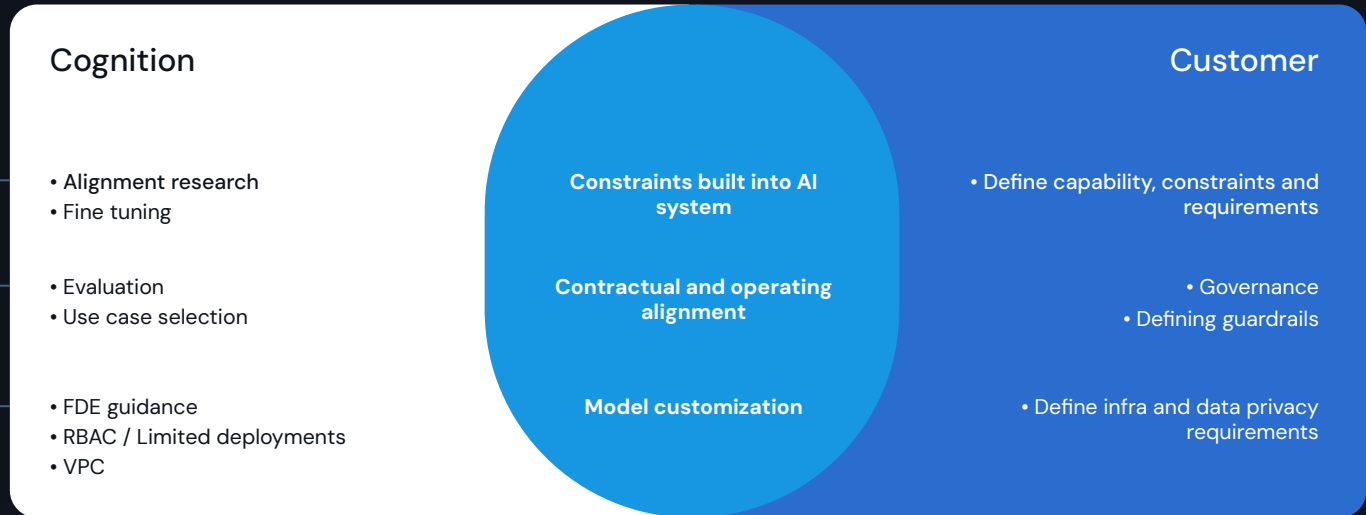 Cognition
Customer
• Alignment research
• Fine tuning
Constraints built into AI
system
• Define capability, constraints and
requirements
• Evaluation
• Use case selection
Contractual and operating
alignment
• Governance
• Defining guardrails
• FDE guidance
• RBAC / Limited deployments
• VPC
Model customization
• Define infra and data privacy
requirements